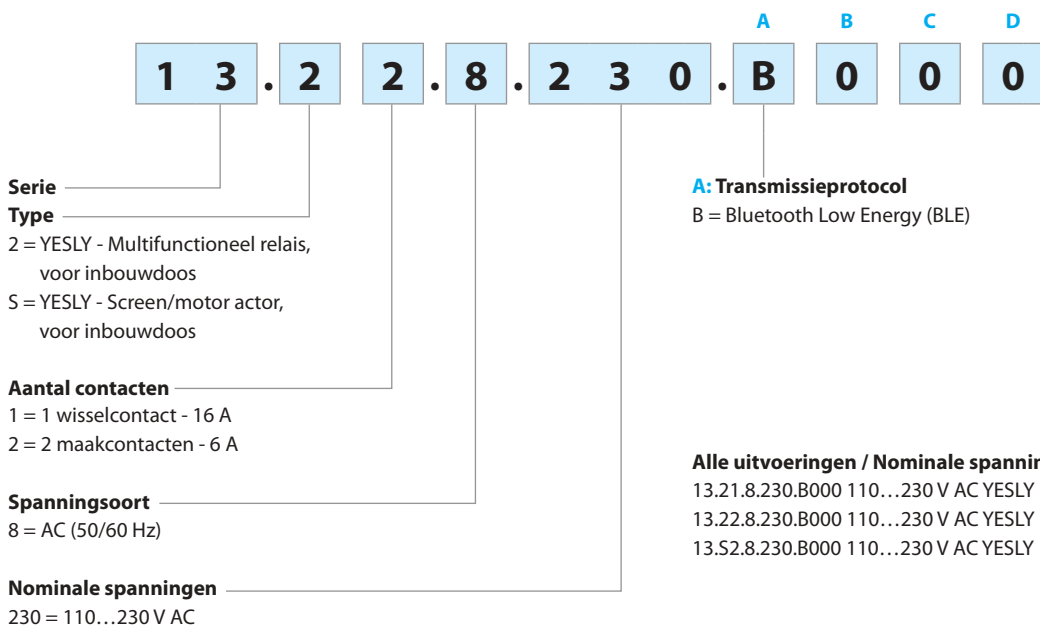 A B C D
1 3 . 2 2 . 8 . 2 3 0 . B 0 0 0
Serie
Type
2 = YESLY - Multifunctioneel relais,
voor inbouwdoos
S = YESLY - Screen/motor actor,
voor inbouwdoos
Aantal contacten
1 = 1 wisselcontact - 16 A
2 = 2 maakcontacten - 6 A
Spanningsoort
8 = AC (50/60 Hz)
Nominale spanningen
230 = 110…230 V AC
A: Transmissieprotocol
B = Bluetooth Low Energy (BLE)
Alle uitvoeringen / Nominale
13.21.8.230.B000 110…230 V AC YESLY
13.22.8.230.B000 110…230 V AC YESLY
13.S2.8.230.B000 110…230 V AC YESLY